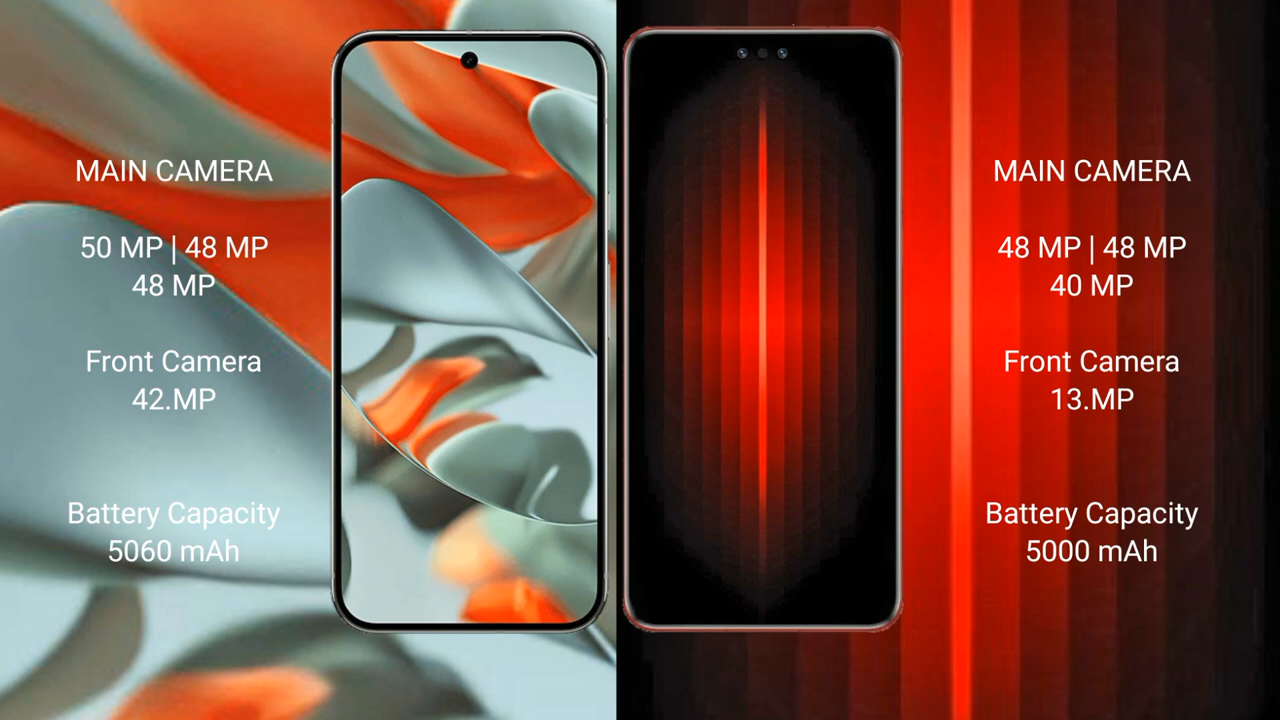 MAIN CAMERA
50 MP | 48 MP
48 MP
Front Camera
42.MP
Battery Capacity
5060 mAh
MAIN CAMERA
48 MP | 48 MP
40 MP
Front Camera
13.MP
Battery Capacity
5000 mAh